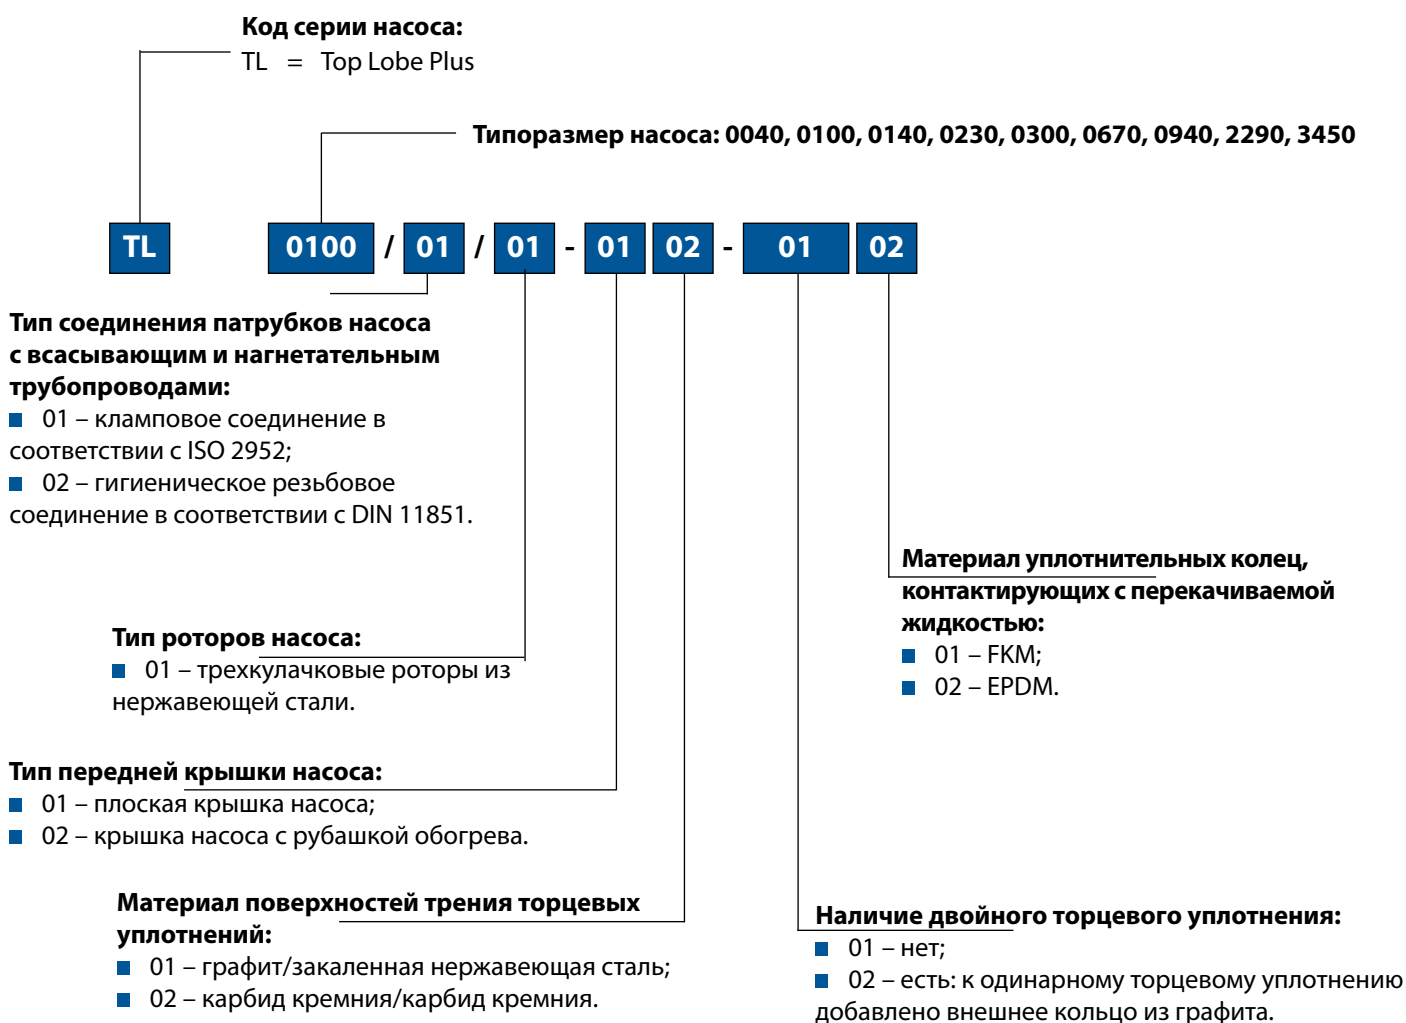 Код серии насоса:
TL = Top Lobe Plus
Типоразмер насоса: 0040, 0100, 0140, 0230, 0300, 0670, 0940, 2290, 3450
TL 0100 / 01 / 01 - 01 02 - 01 02
Тип соединения патрубков насоса
с всасывающим и нагнетательным
трубопроводами:
01 – кламповое соединение в
соответствии с ISO 2952;
02 – гигиеническое резьбовое
соединение в соответствии с DIN 11851.
Материал уплотнительных колец,
контактирующих с перекачиваемой
жидкостью:
01 – FKM;
02 – EPDM.
Тип роторов насоса:
01 – трехкулачковые роторы из
нержавеющей стали.
Тип передней крышки насоса:
01 – плоская крышка насоса;
02 – крышка насоса с рубашкой обогрева.
Материал поверхностей трения торцевых
уплотнений:
01 – графит/закаленная нержавеющая сталь;
02 – карбид кремния/карбид кремния.
Наличие двойного торцевого уплотнения:
01 – нет;
02 – есть: к одинарному торцевому уплотнению
добавлено внешнее кольцо из графита.